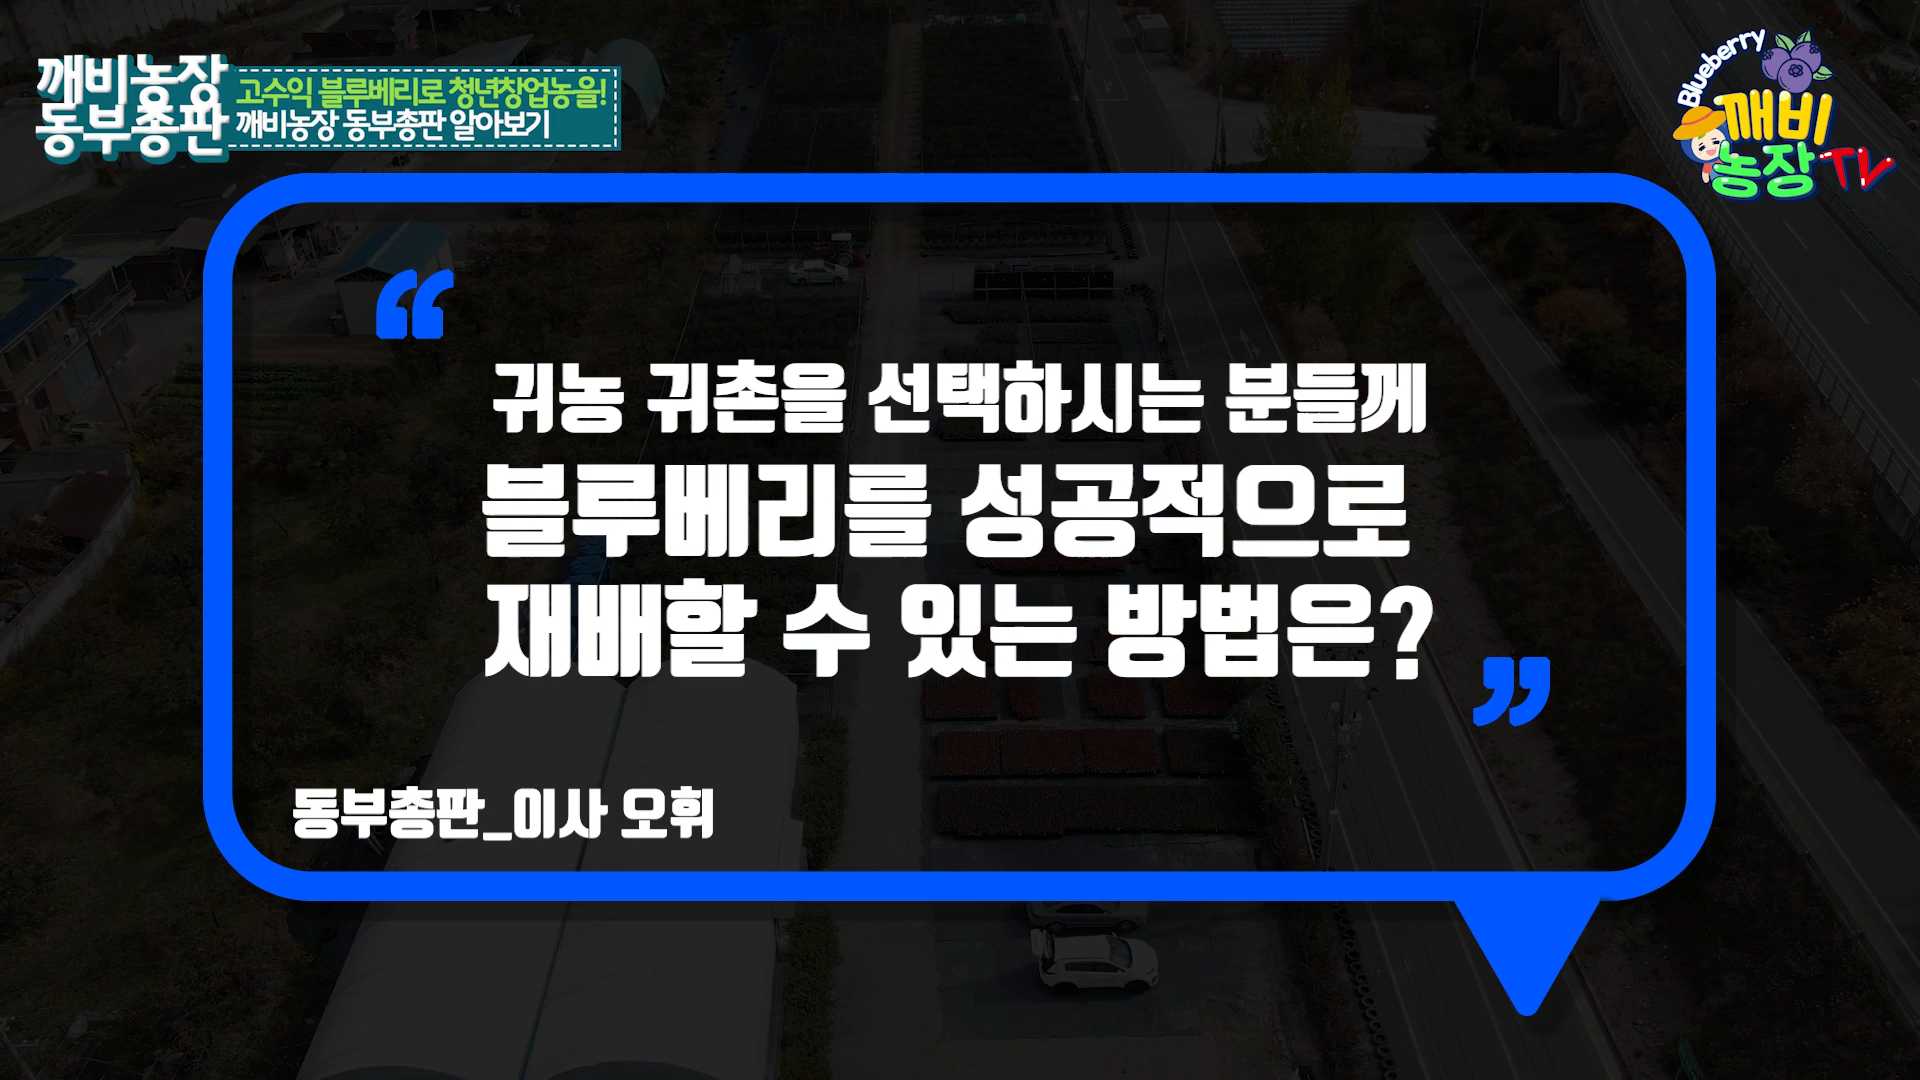 깨비농장
동부총판
고수익 블루베리로 청년창업농을!
깨비농장 동부총판 알아보기
Blueberry
깨비
농장TV
“
귀농 귀촌을 선택하시는 분들께
블루베리를 성공적으로
재배할 수 있는 방법은?
”
동부총판_이사 오휘